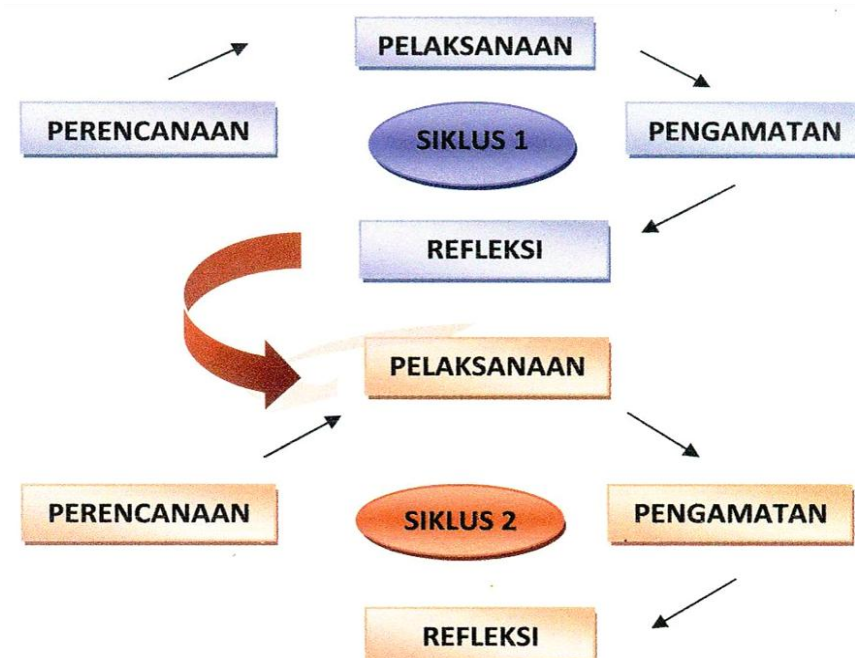 PELAKSANAAN
PERENCANAAN
SIKLUS 1
PENGAMATAN
REFLEKSI
PELAKSANAAN
PERENCANAAN
SIKLUS 2
PENGAMATAN
REFLEKSI